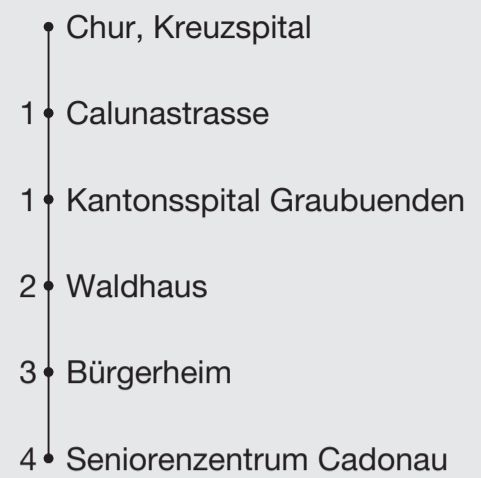 Chur, Kreuzspital
1 Calunastrasse
1 Kantonsspital Graubuenden
2 Waldhaus
3 Bürgerheim
4 Seniorenzentrum Cadonau